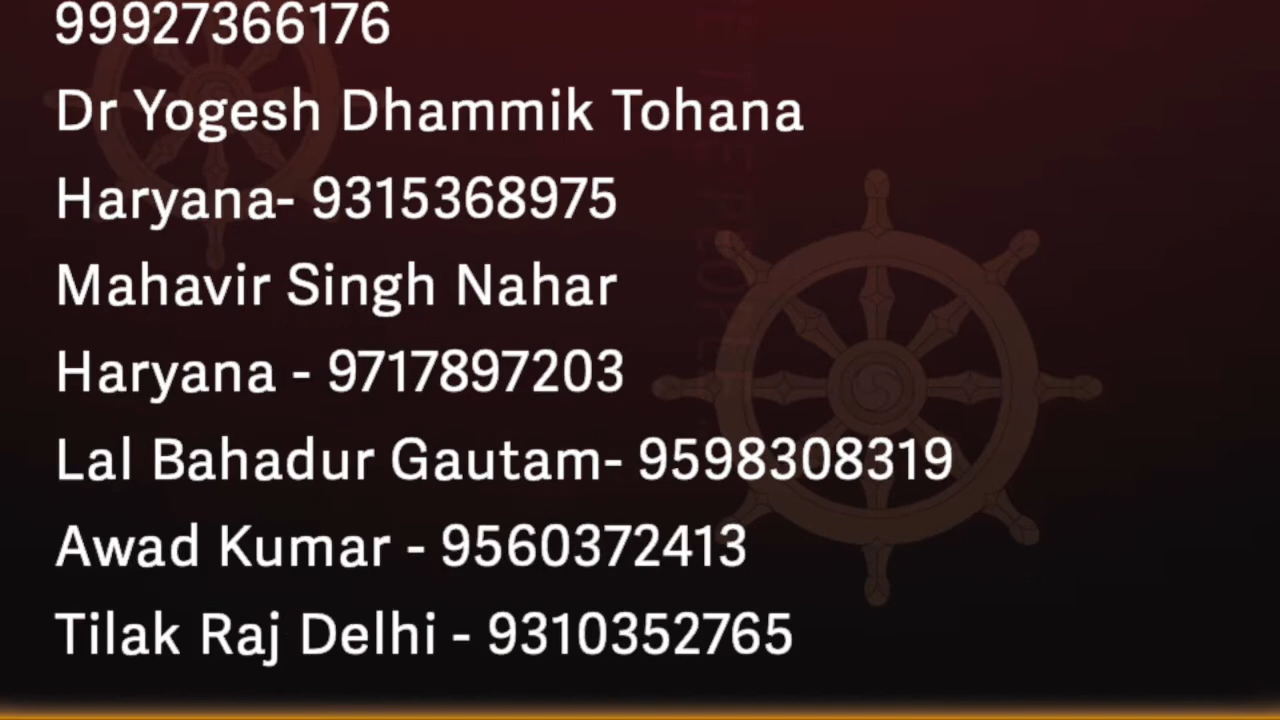 99927366176
Dr Yogesh Dhammik Tohana
Haryana- 9315368975
Mahavir Singh Nahar
Haryana - 9717897203
Lal Bahadur Gautam- 9598308319
Awad Kumar - 9560372413
Tilak Raj Delhi - 9310352765